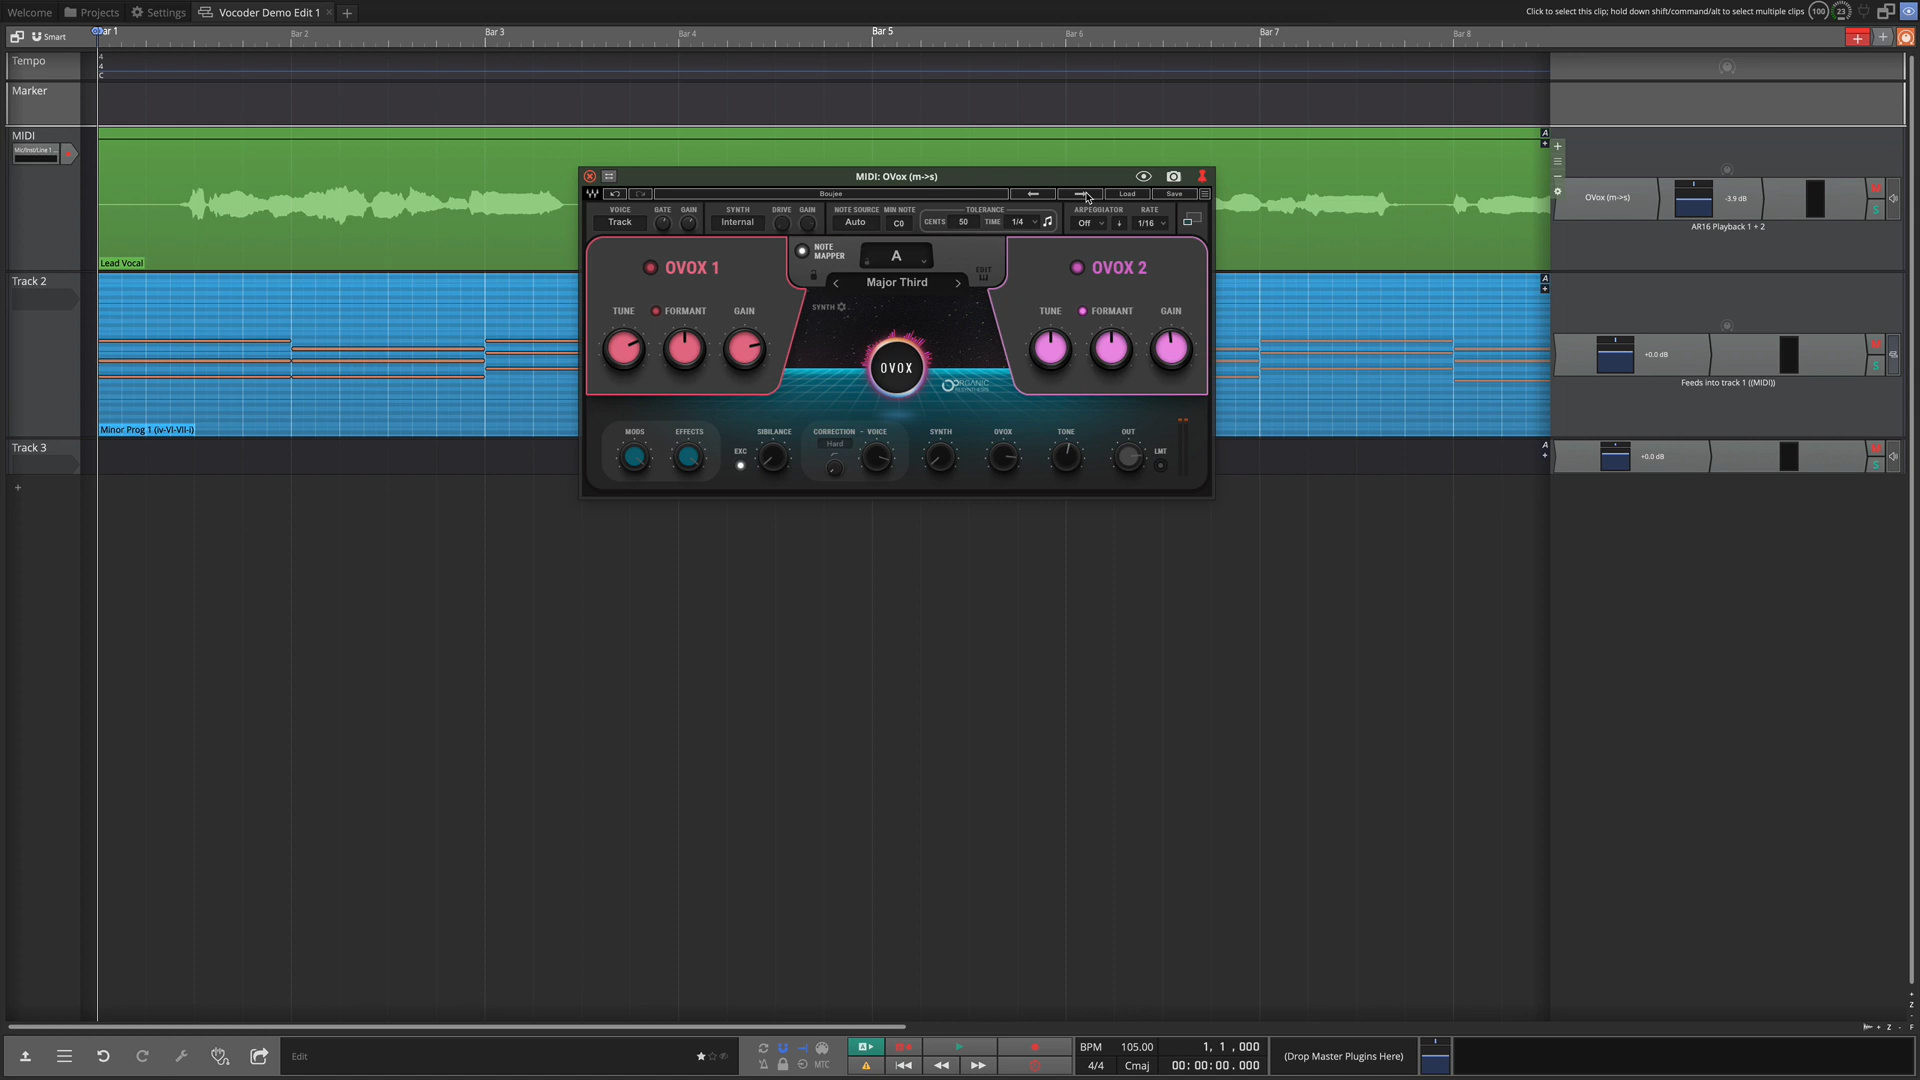 Welcome
Projects
Settings
Vocoder Demo Edit 1
Click to select this clip; hold down shift/command/alt to select multiple clips
100
23
Smart
Bar 1
Bar 2
Bar 3
Bar 4
Bar 5
Bar 6
Bar 7
Bar 8
Tempo
4
4
C
Marker
MIDI
Mic/Inst/Line 1 ...
A
Lead Vocal
OVox (m->s)
-3.9 dB
M
S
AR16 Playback 1 + 2
Track 2
A
Minor Prog 1 (iv-VI-VII-i)
+0.0 dB
M
S
Feeds into track 1 ((MIDI))
Track 3
A
+0.0 dB
M
S
MIDI: OVox (m->s)
Boujee
Load
Save
VOICE
Track
GATE
GAIN
SYNTH
Internal
DRIVE
GAIN
NOTE SOURCE
Auto
MIN NOTE
C0
TOLERANCE
CENTS
50
TIME
1/4
ARPEGGIATOR
Off
RATE
1/16
OVOX 1
NOTE
MAPPER
A
Major Third
EDIT
OVOX 2
TUNE
FORMANT
GAIN
SYNTH
OVOX
ORGANIC
RESYNTHESIS
TUNE
FORMANT
GAIN
MODS
EFFECTS
EXC
SIBILANCE
CORRECTION - VOICE
Hard
SYNTH
OVOX
TONE
OUT
LMT
Z
Z
F
Edit
MTC
A
BPM
105.00
1, 1 ,000
4/4
Cmaj
00: 00: 00. 000
(Drop Master Plugins Here)